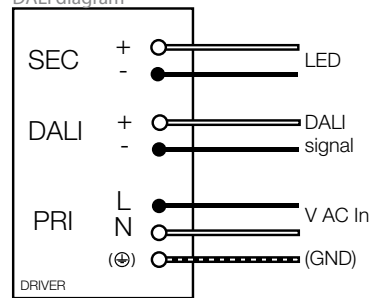 DALI diagram
SEC + - LED
DALI + - DALI signal
PRI L N (⏚) V AC In
(GND)
DRIVER